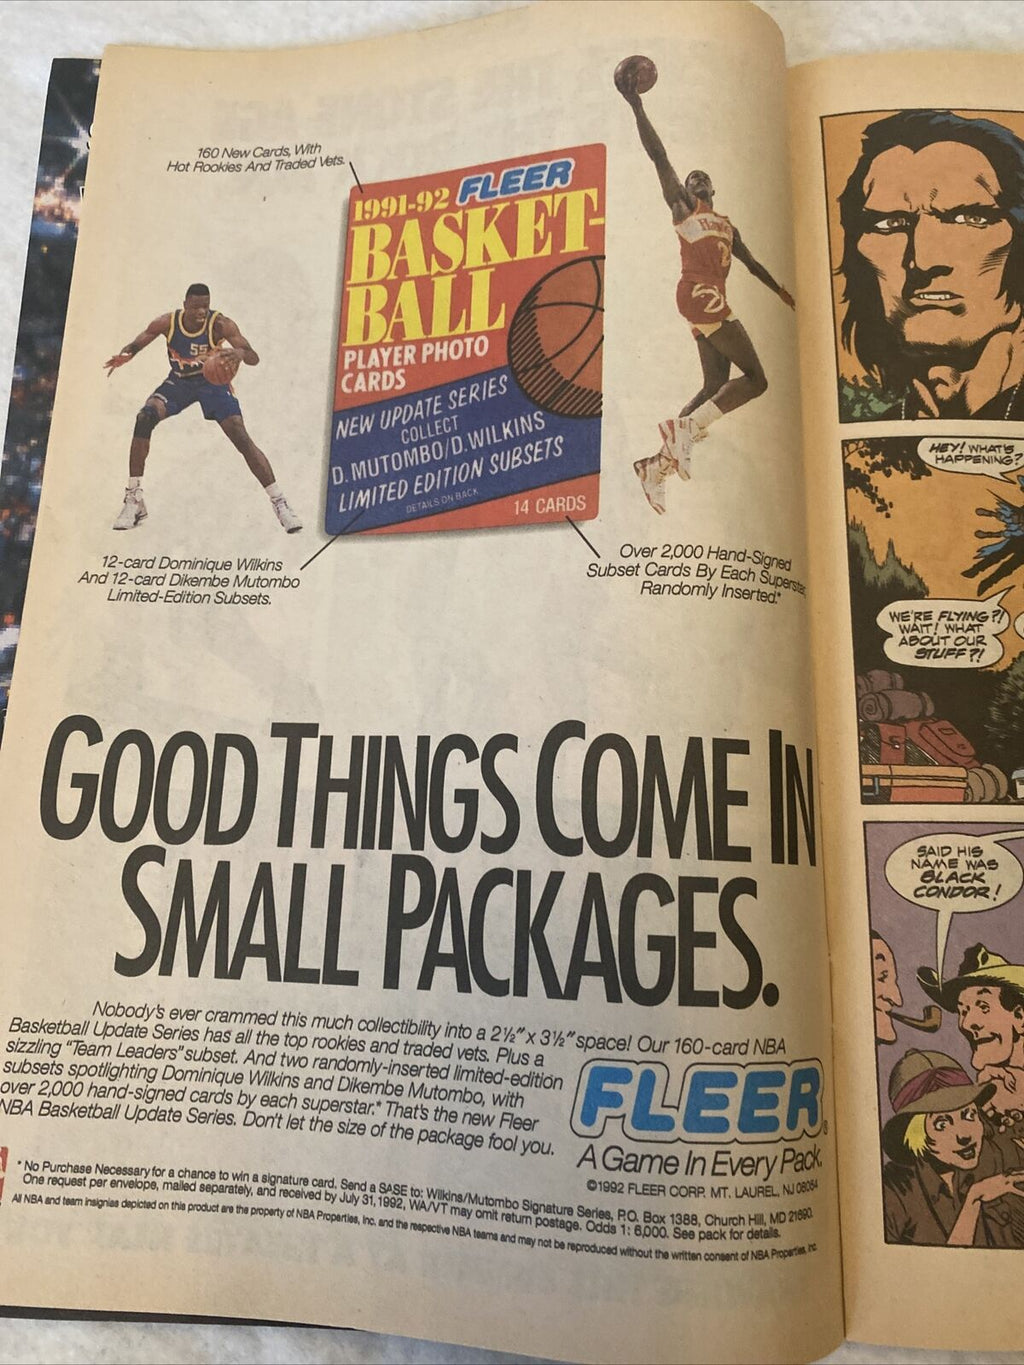 160 New Cards, With
Hot Rookies And Traded Vets.
1991-92 FLEER
BASKET-
BALL
PLAYER PHOTO
CARDS
NEW UPDATE SERIES
COLLECT
D. MUTOMBO/D. WILKINS
LIMITED EDITION SUBSETS
DETAILS ON BACK
14 CARDS
55
Hawks
2
12-card Dominique Wilkins
And 12-card Dikembe Mutombo
Limited-Edition Subsets.
Over 2,000 Hand-Signed
Subset Cards By Each Superstar,
Randomly Inserted.*
GOOD THINGS COME IN
SMALL PACKAGES.
Nobody's ever crammed this much collectibility into a 2½" x 3½" space! Our 160-card NBA
Basketball Update Series has all the top rookies and traded vets. Plus a
sizzling "Team Leaders" subset. And two randomly-inserted limited-edition
subsets spotlighting Dominique Wilkins and Dikembe Mutombo, with
over 2,000 hand-signed cards by each superstar.* That's the new Fleer
NBA Basketball Update Series. Don't let the size of the package fool you.
FLEER®
A Game In Every Pack.
©1992 FLEER CORP. MT. LAUREL, NJ 08054
* No Purchase Necessary for a chance to win a signature card. Send a SASE to: Wilkins/Mutombo Signature Series, P.O. Box 1388, Church Hill, MD 21690.
One request per envelope, mailed separately, and received by July 31, 1992, WA/VT may omit return postage. Odds 1: 6,000. See pack for details.
All NBA and team insignias depicted on this product are the property of NBA Properties, Inc. and the respective NBA teams and may not be reproduced without the written consent of NBA Properties, Inc
HEY! WHAT'S
HAPPENING?
WE'RE FLYING?!
WAIT! WHAT
ABOUT OUR
STUFF?!
SAID HIS
NAME WAS
BLACK
CONDOR!